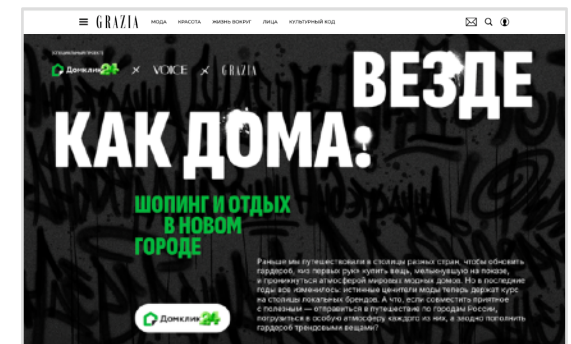 GRAZIA МОДА КРАСОТА ЖИЗНЬ ВОКРУГ ЛИЦА КУЛЬТУРНЫЙ КОД
СПЕЦИАЛЬНЫЙ ПРОЕКТ
Домклик 24 × VOICE × GRAZIA
ВЕЗДЕ
КАК ДОМА:
ШОПИНГ И ОТДЫХ
В НОВОМ
ГОРОДЕ
Раньше мы путешествовали в столицы разных стран, чтобы обновить
гардероб, «из первых рук» купить вещь, мелькнувшую на показе,
и проникнуться атмосферой мировых модных домов. Но в последние
годы все изменилось: истинные ценители моды теперь держат курс
на столицы локальных брендов. А что, если совместить приятное
с полезным — отправиться в путешествие по городам России,
погрузиться в особую атмосферу каждого из них, а заодно пополнить
гардероб трендовыми вещами?
Домклик 24